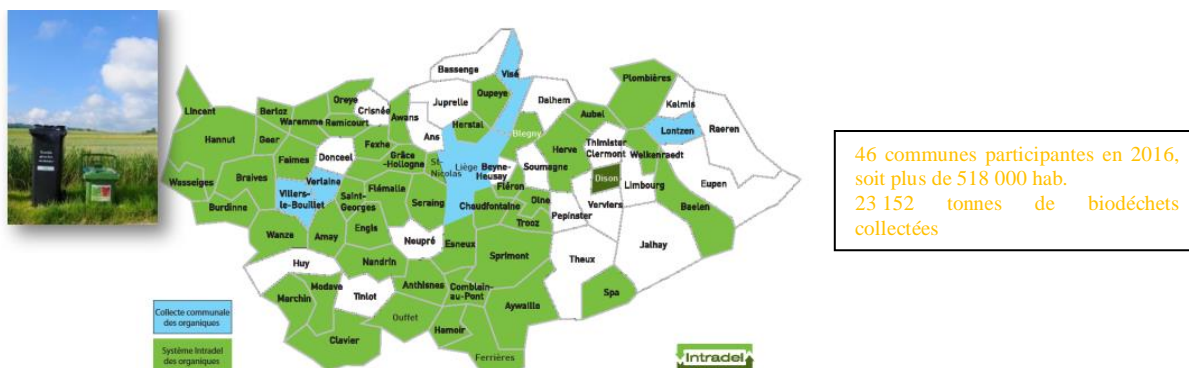 Bassenge
Visé
Plombières
Lincent
Berloz
Oreye
Crisnée
Juprelle
Oupeye
Dalhem
Kelmis
Waremme
Remicourt
Awans
Aubel
Lontzen
Raeren
Hannut
Geer
Ans
Herstal
Blegny
Thimister
Clermont
Welkenraedt
Donceel
Fexhe
Faimes
Grâce
-Hollogne
St-
Nicolas
Liège
Beyne-
Heusay
Soumagne
Herve
Wasseiges
Braives
Verlaine
Flémalle
Fléron
Dison
Limbourg
Eupen
Villers-
le-Bouillet
Saint-
Georges
Seraing
Chaudfontaine
Olne
Verviers
Burdinne
Trooz
Pepinster
Baelen
Wanze
Amay
Engis
Neupré
Esneux
Jalhay
Huy
Nandrin
Sprimont
Theux
Marchin
Modave
Tinlot
Anthisnes
Comblain-
au-Pont
Aywaille
Spa
Ouffet
Clavier
Hamoir
Ferrières
Collecte communale
des organiques
Système Intradel
des organiques
Intradel
46 communes participantes en 2016,
soit plus de 518 000 hab.
23 152 tonnes de biodéchets
collectées